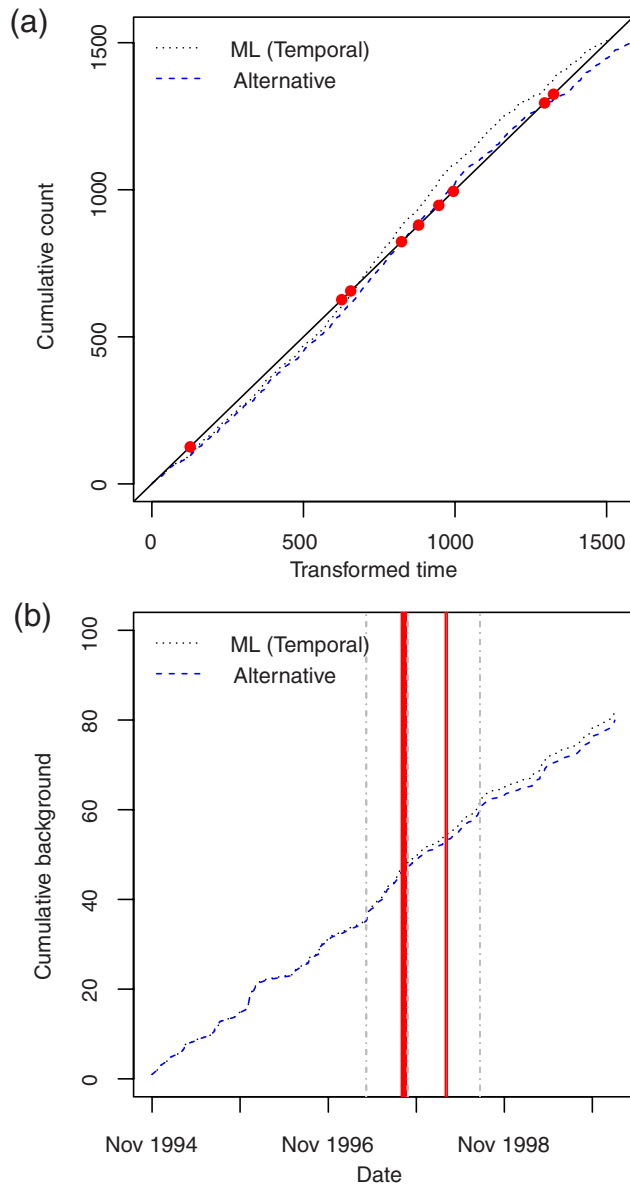 (a)
ML (Temporal)
Alternative
Cumulative count
0
500
1000
1500
0
500
1000
1500
Transformed time
(b)
ML (Temporal)
Alternative
Cumulative background
0
20
40
60
80
100
Nov 1994
Nov 1996
Nov 1998
Date